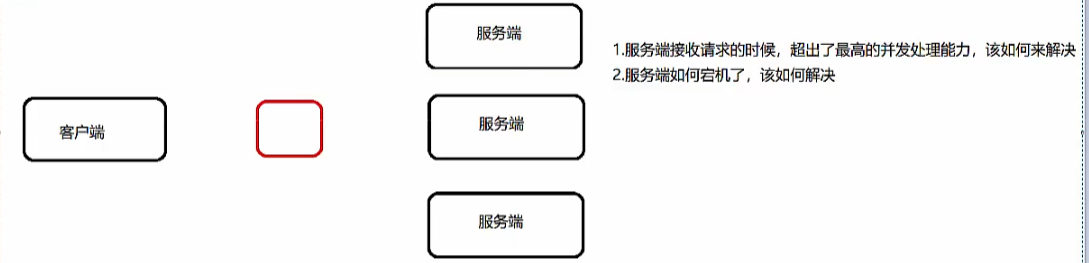 服务端
1.服务端接收请求的时候，超出了最高的并发处理能力，该如何来解决
2.服务端如何宕机了，该如何解决
客户端
服务端
服务端